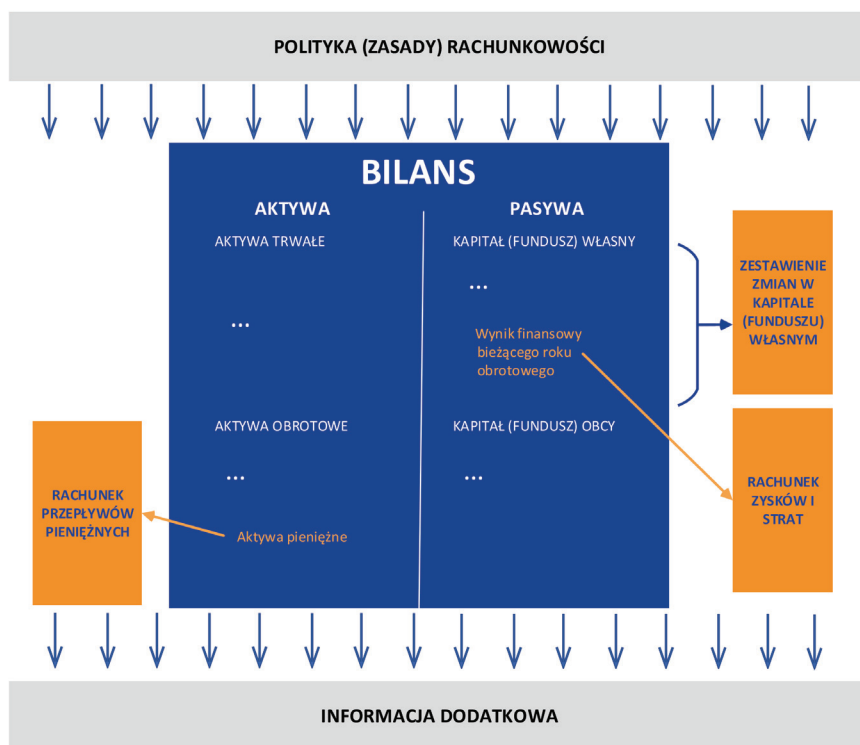 POLITYKA (ZASADY) RACHUNKOWOŚCI
BILANS
AKTYWA
PASYWA
AKTYWA TRWAŁE
...
AKTYWA OBROTOWE
...
Aktywa pieniężne
KAPITAŁ (FUNDUSZ) WŁASNY
...
Wynik finansowy
bieżącego roku
obrotowego
KAPITAŁ (FUNDUSZ) OBCY
...
ZESTAWIENIE
ZMIAN W
KAPITALE
(FUNDUSZU)
WŁASNYM
RACHUNEK
ZYSKÓW I
STRAT
RACHUNEK
PRZEPŁYWÓW
PIENIĘŻNYCH
INFORMACJA DODATKOWA